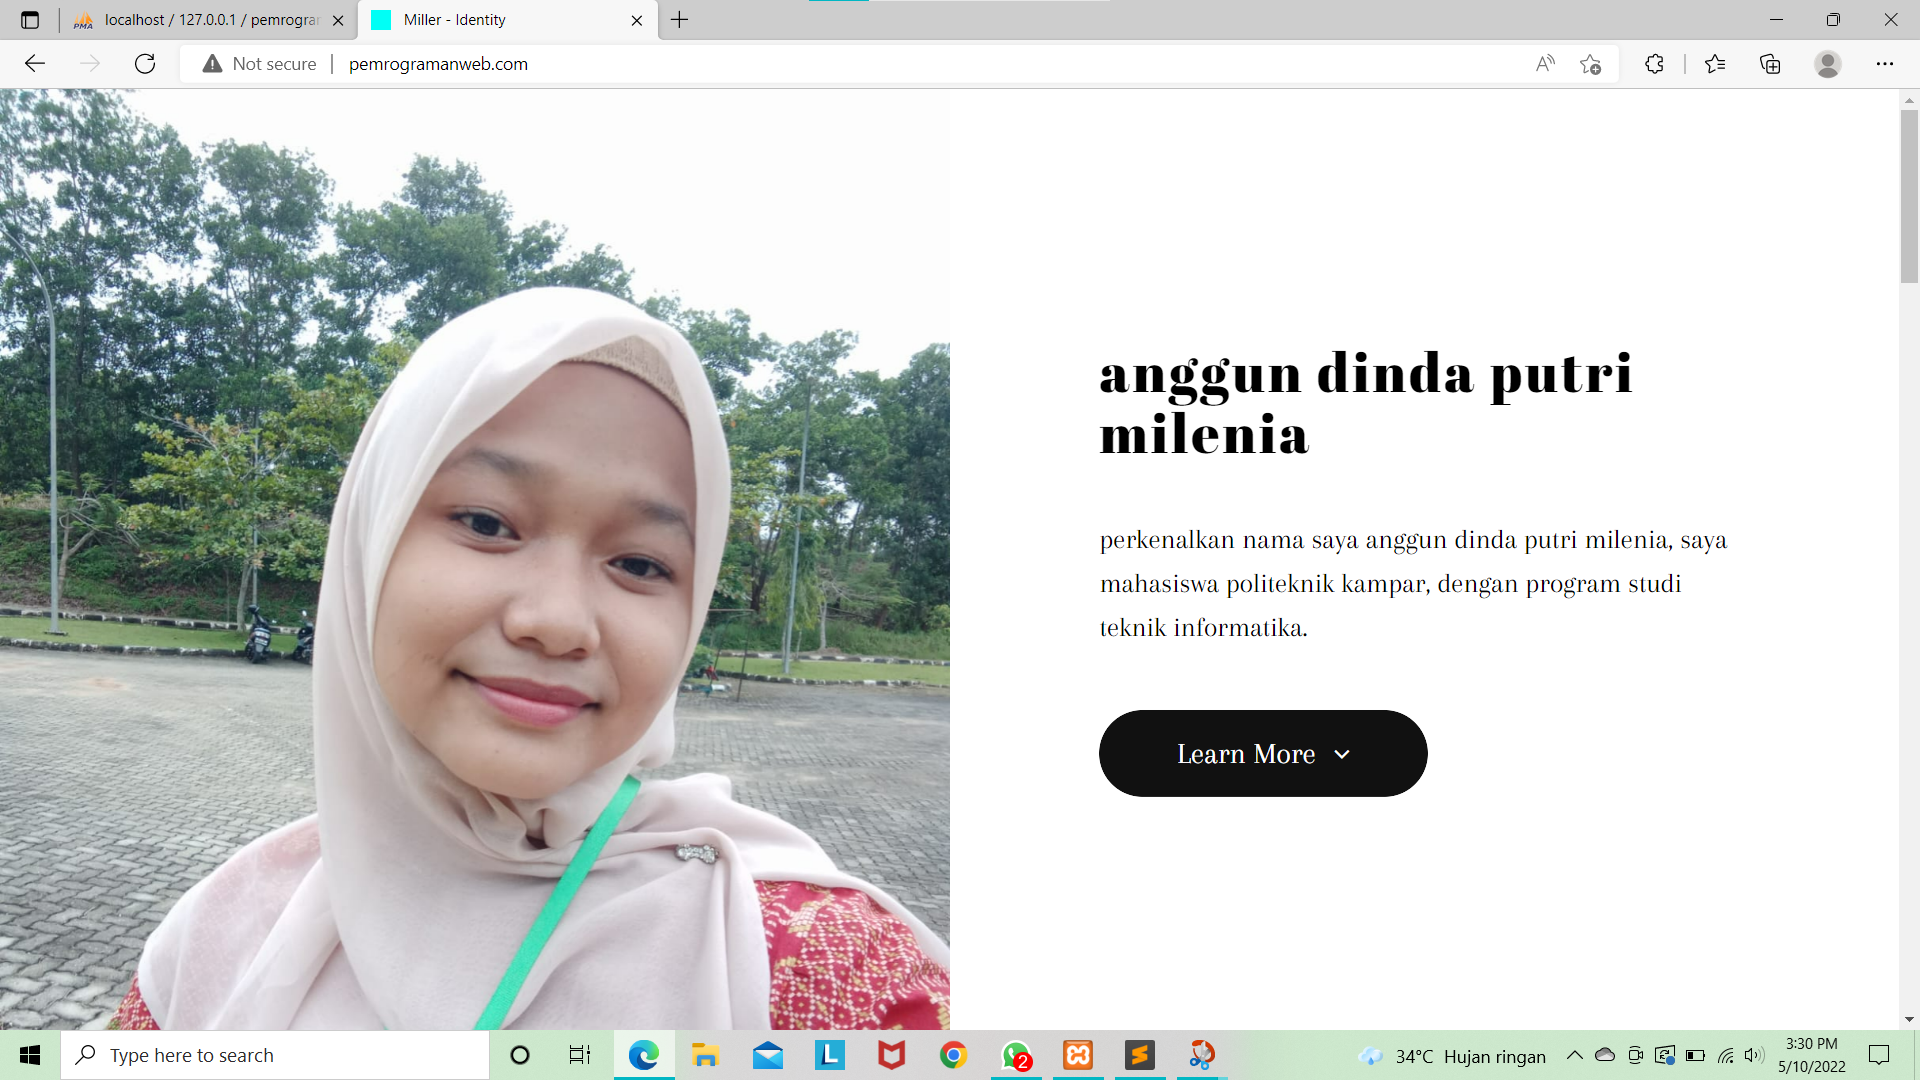 localhost / 127.0.0.1 / pemrogra
Miller - Identity
Not secure
pemrogramanweb.com
anggun dinda putri
milenia
perkenalkan nama saya anggun dinda putri milenia, saya
mahasiswa politeknik kampar, dengan program studi
teknik informatika.
Learn More
Type here to search
L
2
34°C Hujan ringan
3:30 PM
5/10/2022